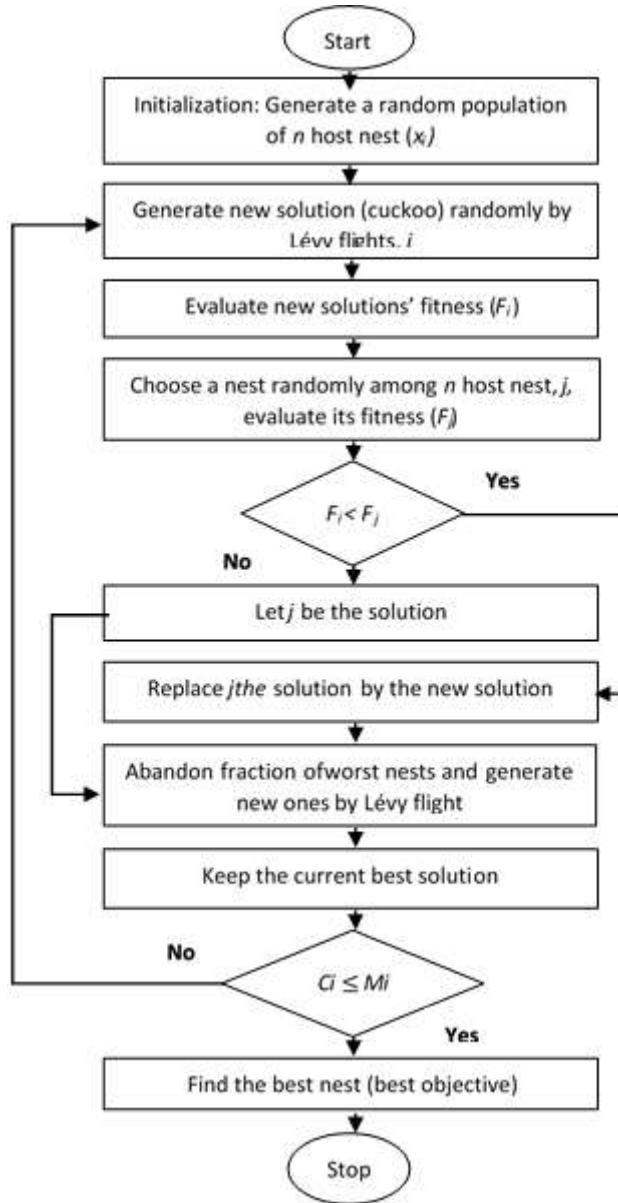 Start
Initialization: Generate a random population
of n host nest (xᵢ)
Generate new solution (cuckoo) randomly by
Lévy flights, i
Evaluate new solutions' fitness (Fᵢ)
Choose a nest randomly among n host nest, j,
evaluate its fitness (Fⱼ)
Yes
Fᵢ < Fⱼ
No
Let j be the solution
Replace jthe solution by the new solution
Abandon fraction ofworst nests and generate
new ones by Lévy flight
Keep the current best solution
No
Ci ≤ Mi
Yes
Find the best nest (best objective)
Stop